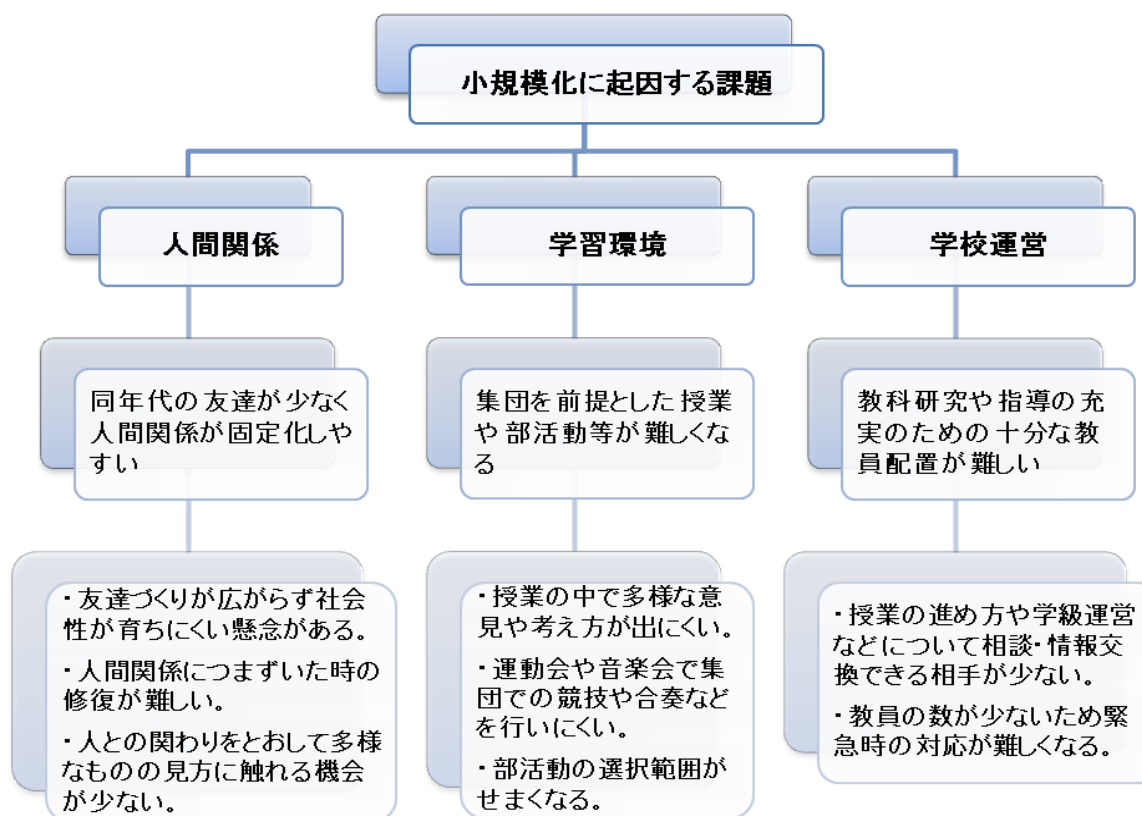 小規模化に起因する課題
人間関係
学習環境
学校運営
同年代の友達が少なく
人間関係が固定化しや
すい
集団を前提とした授業
や部活動等が難しくな
る
教科研究や指導の充
実のための十分な教
員配置が難しい
・友達づくりが広がらず社会
性が育ちにくい懸念がある。
・人間関係につまずいた時の
修復が難しい。
・人との関わりをとおして多様
なものの見方に触れる機会
が少ない。
・授業の中で多様な意
見や考え方が出にくい。
・運動会や音楽会で集
団での競技や合奏など
を行いにくい。
・部活動の選択範囲が
せまくなる。
・授業の進め方や学級運営
などについて相談・情報交
換できる相手が少ない。
・教員の数が少ないため緊
急時の対応が難しくなる。